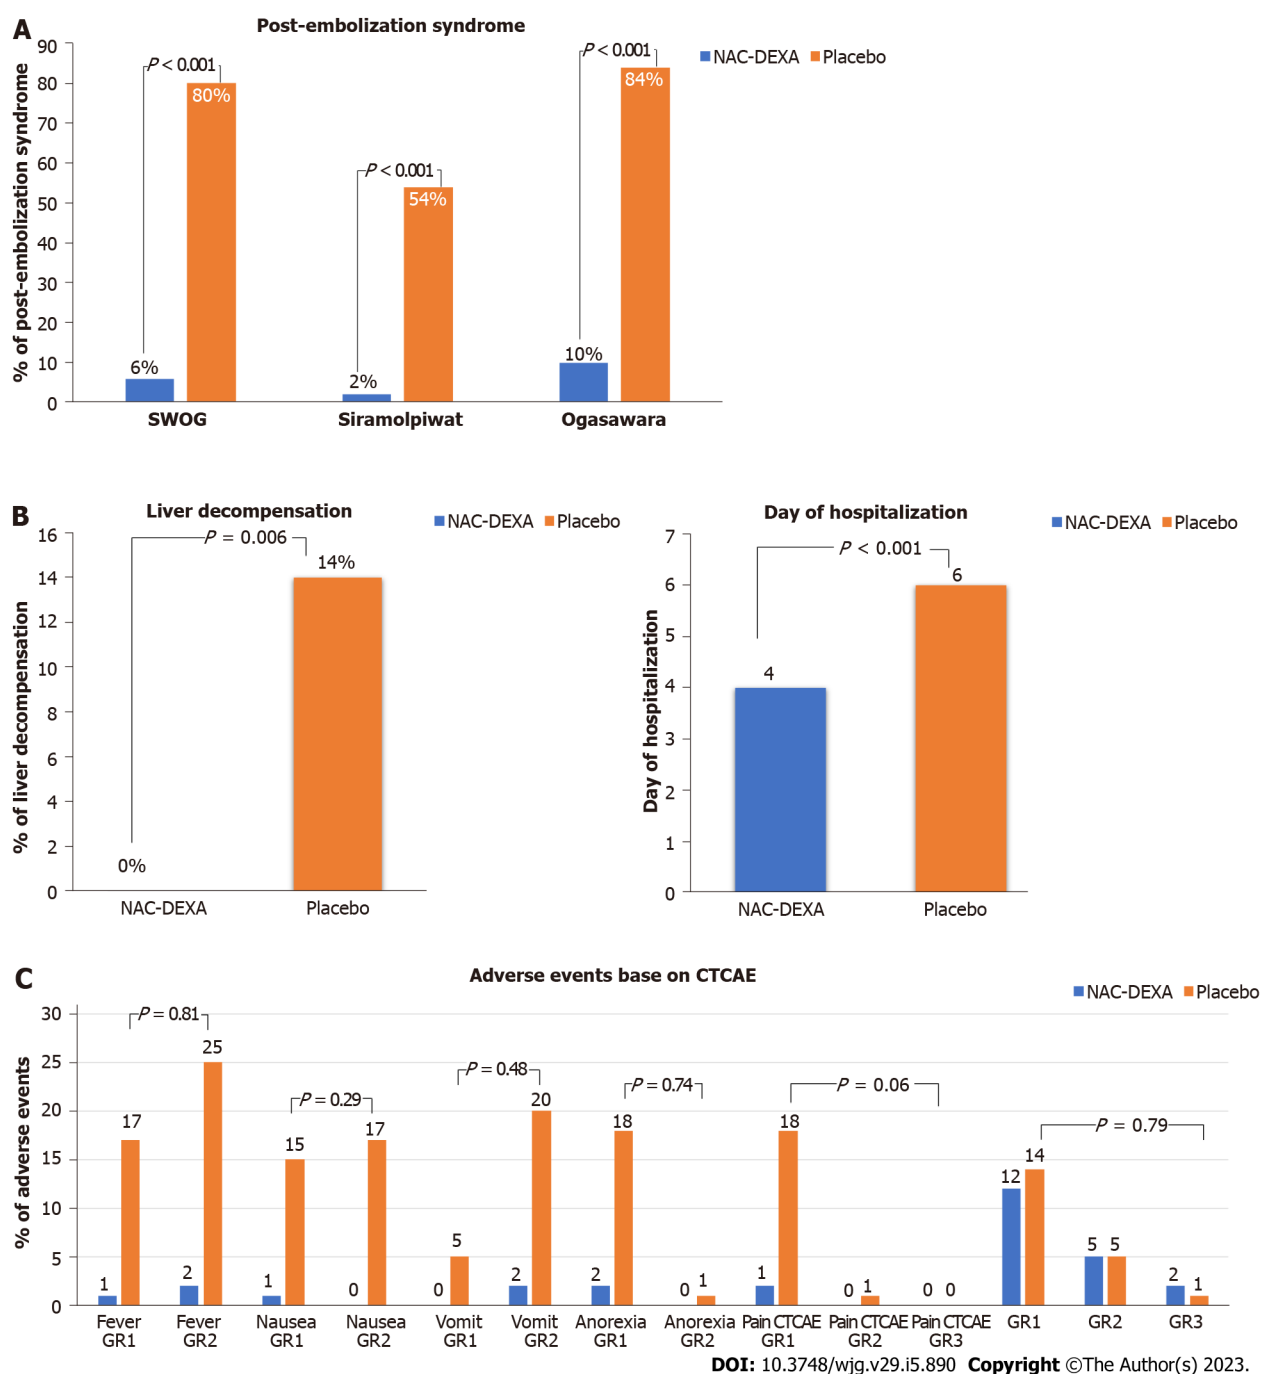 A
Post-embolization syndrome
NAC-DEXA Placebo
% of post-embolization syndrome
90
80
70
60
50
40
30
20
10
0
P < 0.001
P < 0.001
P < 0.001
6%
80%
2%
54%
10%
84%
SWOG Siramolpiwat Ogasawara
B
Liver decompensation
NAC-DEXA Placebo
% of liver decompensation
16
14
12
10
8
6
4
2
0
P = 0.006
0%
14%
NAC-DEXA Placebo
Day of hospitalization
NAC-DEXA Placebo
Day of hospitalization
7
6
5
4
3
2
1
0
P < 0.001
4
6
NAC-DEXA Placebo
C
Adverse events base on CTCAE
NAC-DEXA Placebo
% of adverse events
30
25
20
15
10
5
0
P = 0.81
P = 0.29
P = 0.48
P = 0.74
P = 0.06
P = 0.79
1 17 2 25 1 15 0 17 0 5 2 20 2 18 0 1 1 18 0 1 0 0 12 14 5 5 2 1
Fever Fever Nausea Nausea Vomit Vomit Anorexia Anorexia Pain CTCAE Pain CTCAE Pain CTCAE GR1 GR2 GR3
GR1 GR2 GR1 GR2 GR1 GR2 GR1 GR2 GR1 GR2 GR3
DOI: 10.3748/wjg.v29.i5.890 Copyright ©The Author(s) 2023.